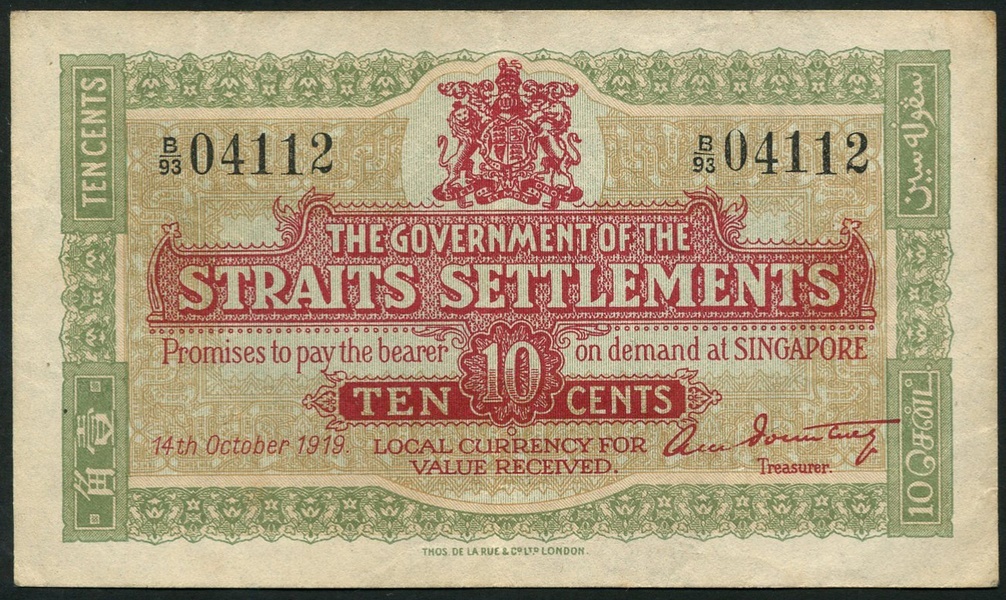 TEN CENTS
B/93 04112
B/93 04112
سڤوله سين
THE GOVERNMENT OF THE
STRAITS SETTLEMENTS
Promises to pay the bearer on demand at SINGAPORE
10
TEN CENTS
14th October 1919.
LOCAL CURRENCY FOR
VALUE RECEIVED.
Treasurer.
壹角
10
THOS. DE LA RUE & CO. LTD. LONDON.